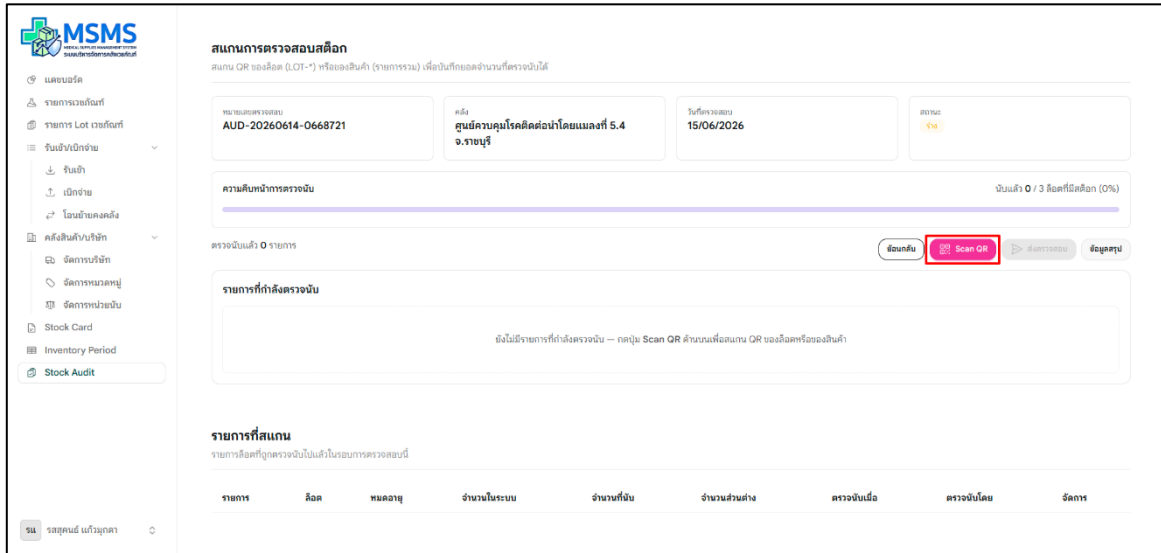 MSMS
MEDICAL SUPPLIES MANAGEMENT SYSTEM
ระบบบริหารจัดการคลังเวชภัณฑ์
แดชบอร์ด
รายการเวชภัณฑ์
รายการ Lot เวชภัณฑ์
รับเข้า/เบิกจ่าย
รับเข้า
เบิกจ่าย
โอนย้ายคงคลัง
คลังสินค้า/บริษัท
จัดการบริษัท
จัดการหมวดหมู่
จัดการหน่วยนับ
Stock Card
Inventory Period
Stock Audit
รสสุคนธ์ แก้วมุกดา
สแกนการตรวจสอบสต็อก
สแกน QR ของล็อต (LOT-*) หรือของสินค้า (รายการรวม) เพื่อบันทึกยอดจำนวนที่ตรวจนับได้
หมายเลขตรวจสอบ
AUD-20260614-0668721
คลัง
ศูนย์ควบคุมโรคติดต่อนำโดยแมลงที่ 5.4
จ.ราชบุรี
วันที่ตรวจสอบ
15/06/2026
สถานะ
ร่าง
ความคืบหน้าการตรวจนับ
นับแล้ว 0 / 3 ล็อตที่มีสต็อก (0%)
ตรวจนับแล้ว 0 รายการ
ย้อนกลับ
Scan QR
ส่งตรวจสอบ
ข้อมูลสรุป
รายการที่กำลังตรวจนับ
ยังไม่มีรายการที่กำลังตรวจนับ — กดปุ่ม Scan QR ด้านบนเพื่อสแกน QR ของล็อตหรือของสินค้า
รายการที่สแกน
รายการล็อตที่ถูกตรวจนับไปแล้วในรอบการตรวจสอบนี้
รายการ ล็อต หมดอายุ จำนวนในระบบ จำนวนที่นับ จำนวนส่วนต่าง ตรวจนับเมื่อ ตรวจนับโดย จัดการ